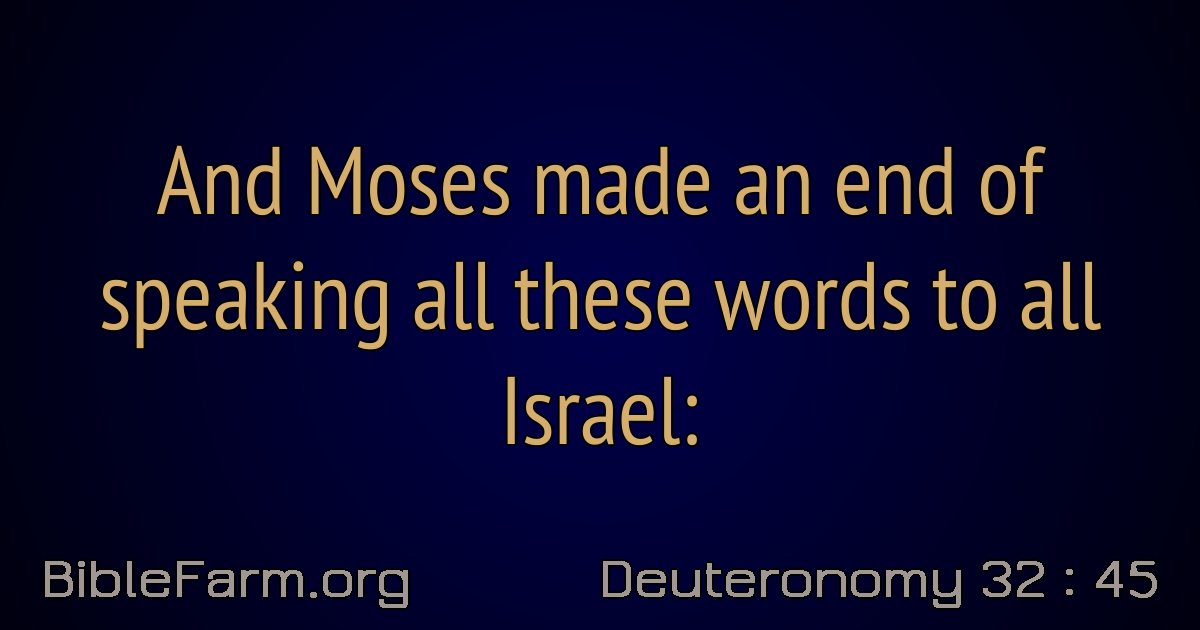 And Moses made an end of
speaking all these words to all
Israel:
BibleFarm.org
Deuteronomy 32 : 45